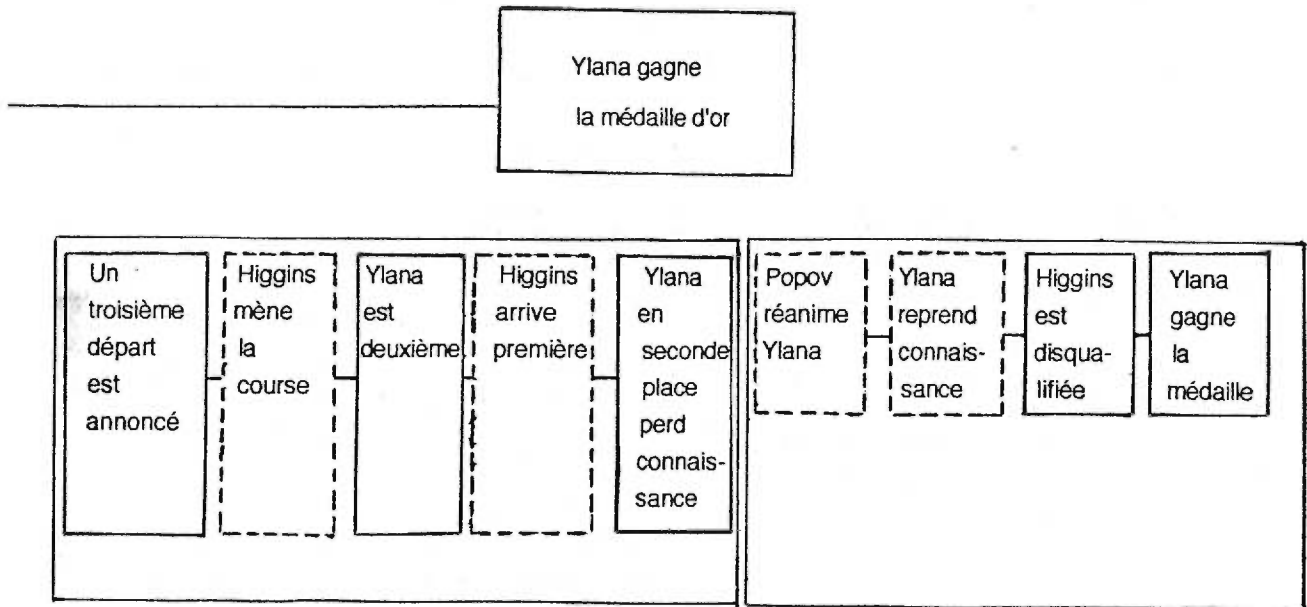 Ylana gagne
la médaille d'or
Un
troisième
départ
est
annoncé
Higgins
mène
la
course
Ylana
est
deuxième
Higgins
arrive
première
Ylana
en
seconde
place
perd
connais-
sance
Popov
réanime
Ylana
Ylana
reprend
connais-
sance
Higgins
est
disqua-
lifiée
Ylana
gagne
la
médaille